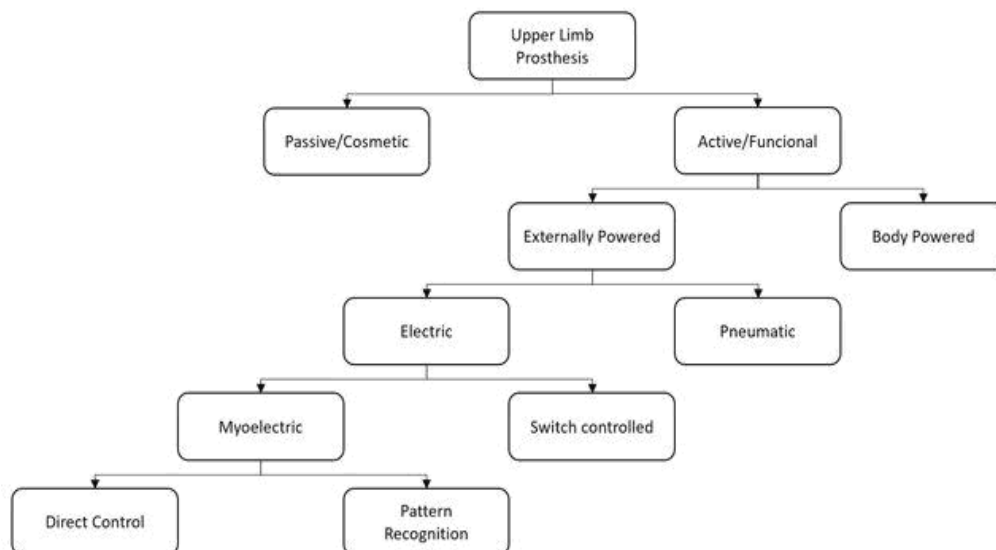 Upper Limb
Prosthesis
Passive/Cosmetic
Active/Funcional
Externally Powered
Body Powered
Electric
Pneumatic
Myoelectric
Switch controlled
Direct Control
Pattern
Recognition